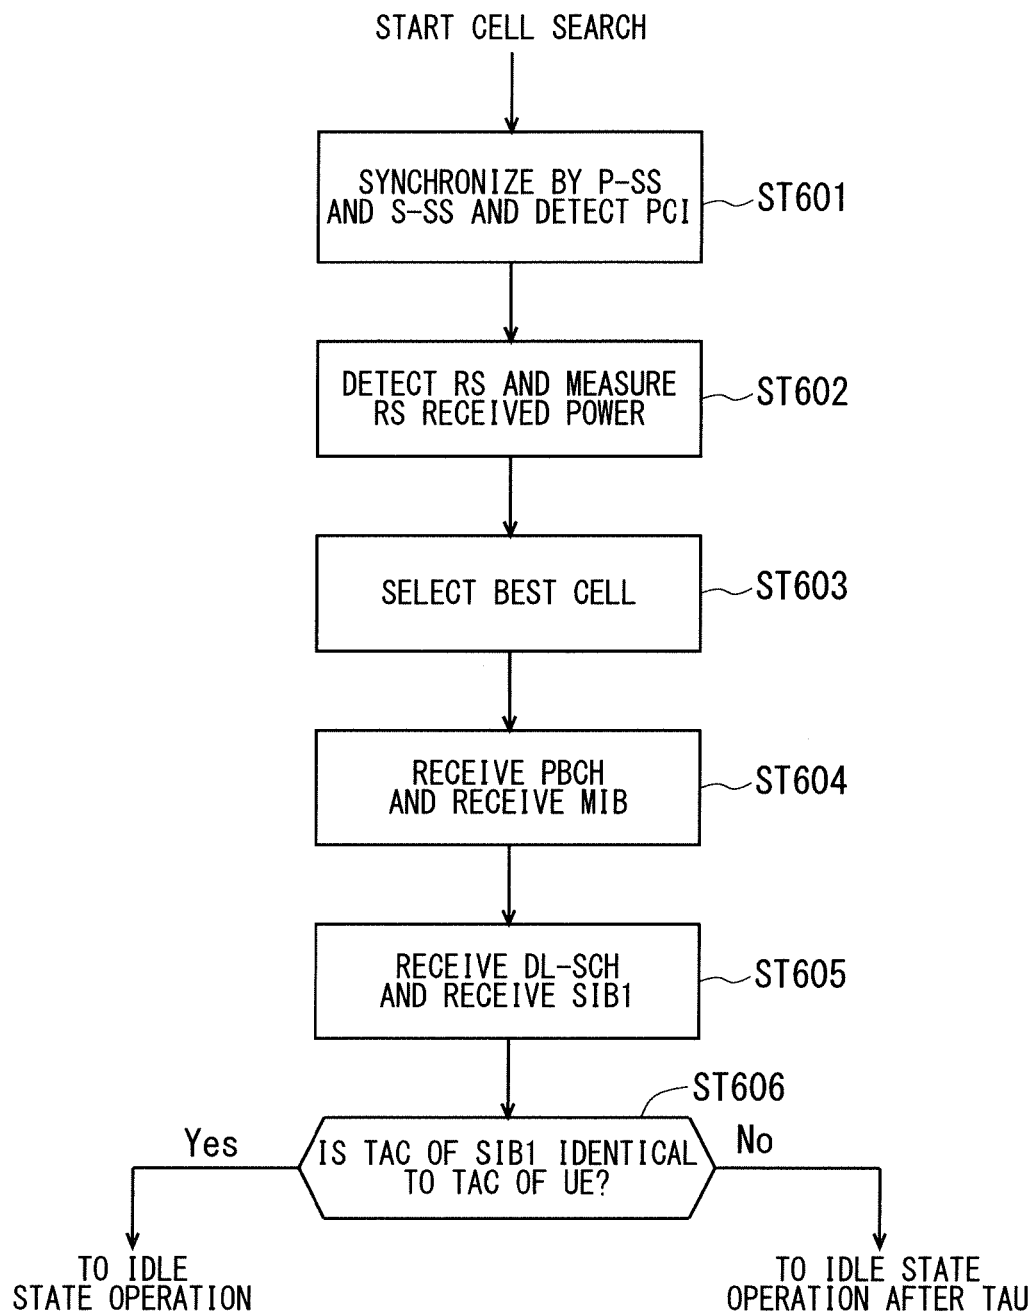 START CELL SEARCH
SYNCHRONIZE BY P-SS
AND S-SS AND DETECT PCI
ST601
DETECT RS AND MEASURE
RS RECEIVED POWER
ST602
SELECT BEST CELL
ST603
RECEIVE PBCH
AND RECEIVE MIB
ST604
RECEIVE DL-SCH
AND RECEIVE SIB1
ST605
ST606
Yes
No
IS TAC OF SIB1 IDENTICAL
TO TAC OF UE?
TO IDLE
STATE OPERATION
TO IDLE STATE
OPERATION AFTER TAU